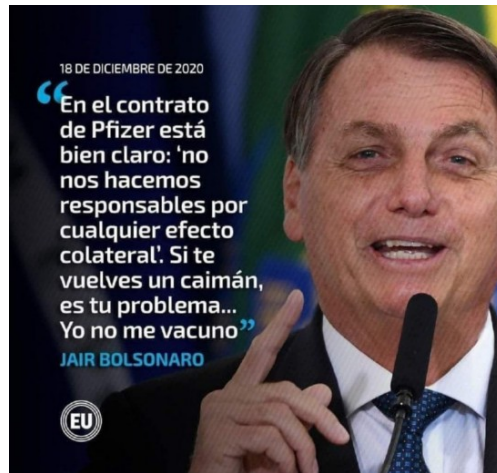 18 DE DICIEMBRE DE 2020
“En el contrato
de Pfizer está
bien claro: ‘no
nos hacemos
responsables por
cualquier efecto
colateral’. Si te
vuelves un caimán,
es tu problema...
Yo no me vacuno”
JAIR BOLSONARO
EU